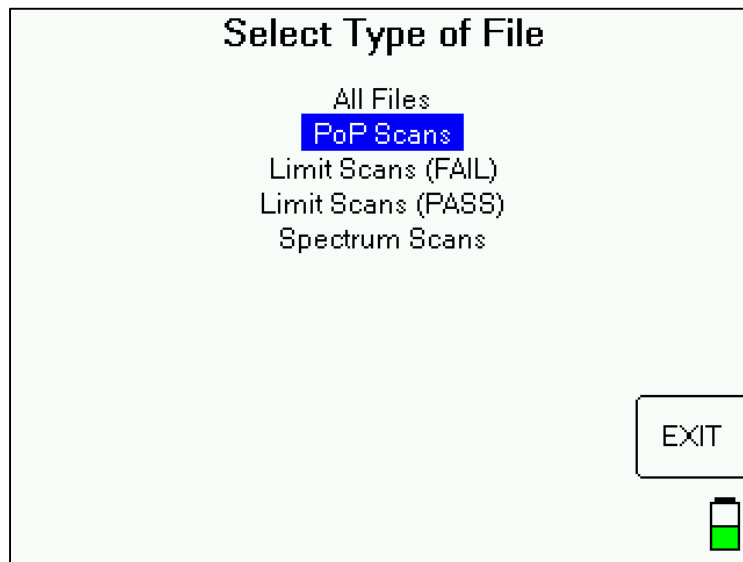 Select Type of File
All Files
PoP Scans
Limit Scans (FAIL)
Limit Scans (PASS)
Spectrum Scans
EXIT